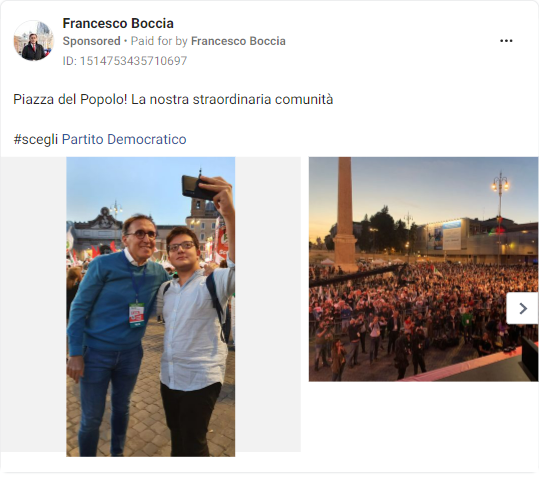 Francesco Boccia
Sponsored • Paid for by Francesco Boccia
ID: 1514753435710697
Piazza del Popolo! La nostra straordinaria comunità
#scegli Partito Democratico